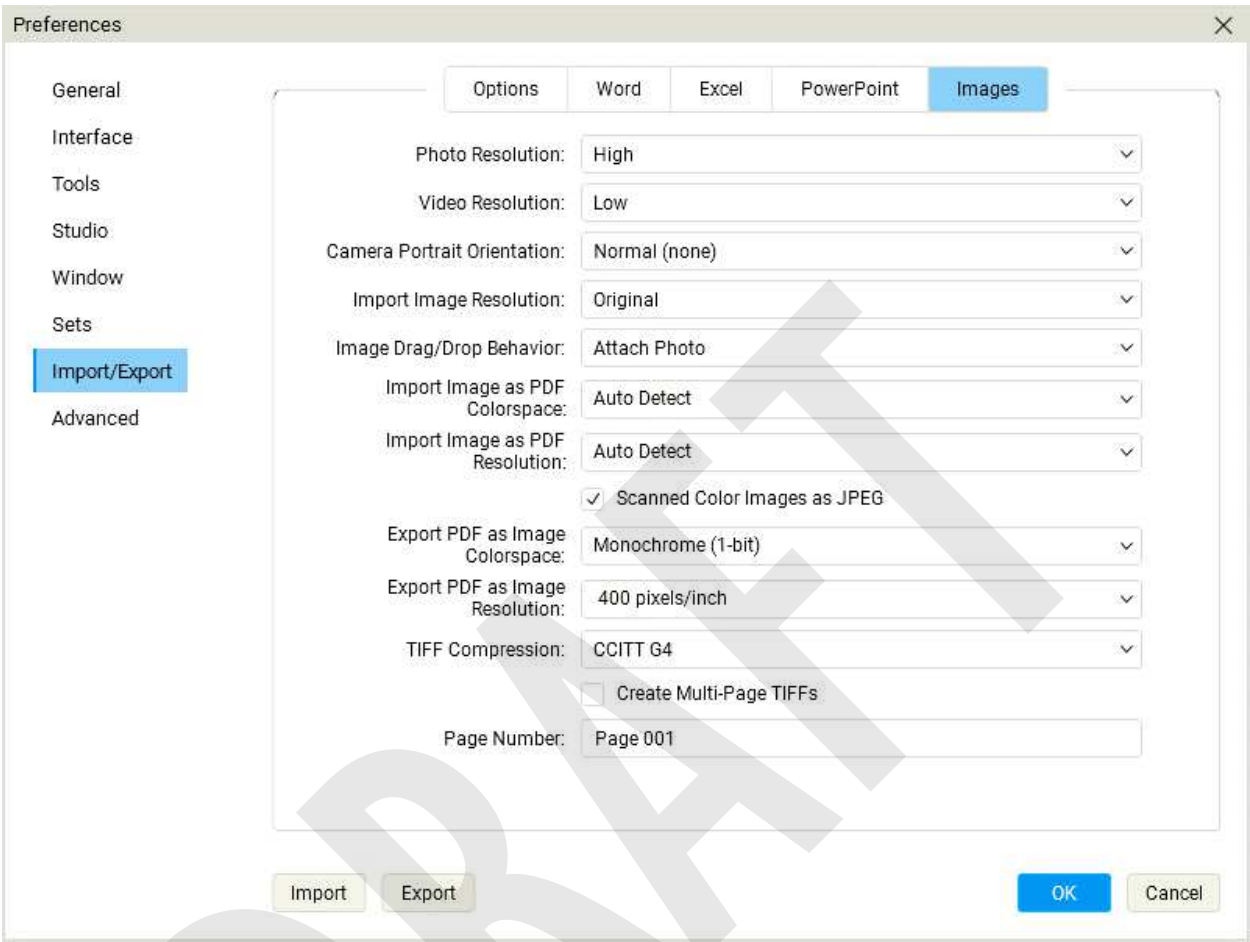 Preferences
General
Interface
Tools
Studio
Window
Sets
Import/Export
Advanced
Options Word Excel PowerPoint Images
Photo Resolution: High
Video Resolution: Low
Camera Portrait Orientation: Normal (none)
Import Image Resolution: Original
Image Drag/Drop Behavior: Attach Photo
Import Image as PDF
Colorspace: Auto Detect
Import Image as PDF
Resolution: Auto Detect
Scanned Color Images as JPEG
Export PDF as Image
Colorspace: Monochrome (1-bit)
Export PDF as Image
Resolution: 400 pixels/inch
TIFF Compression: CCITT G4
Create Multi-Page TIFFs
Page Number: Page 001
Import Export OK Cancel
DRAFT